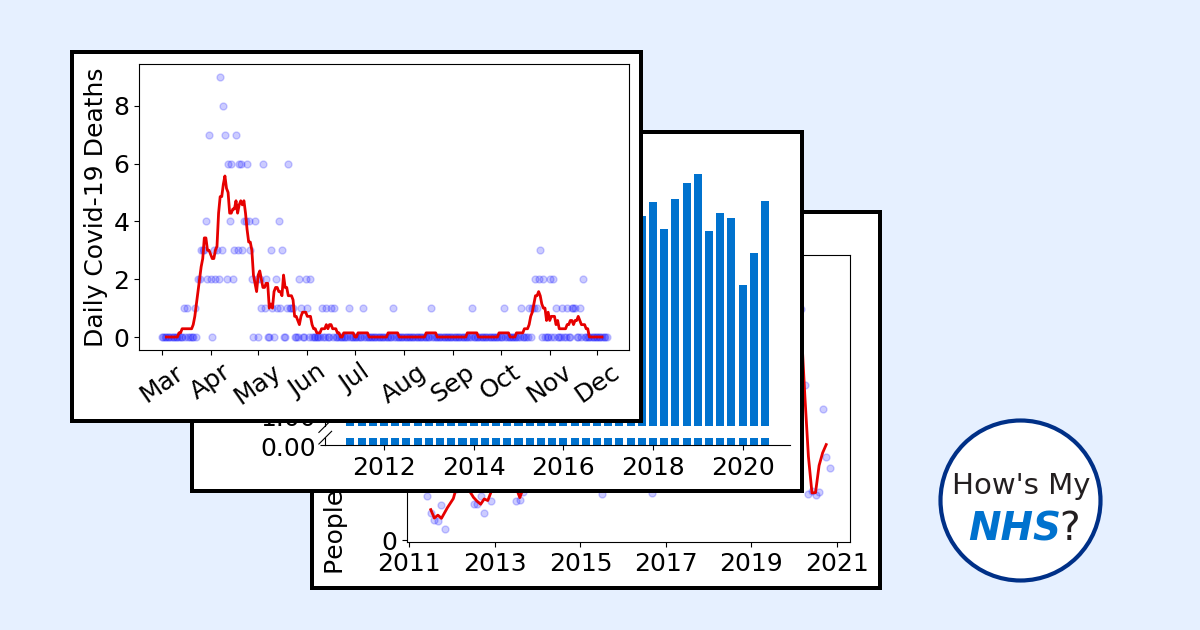 Daily Covid-19 Deaths
8
6
4
2
0
Mar Apr May Jun Jul Aug Sep Oct Nov Dec
0.00
2012 2014 2016 2018 2020
People
0
2011 2013 2015 2017 2019 2021
How's My
NHS?